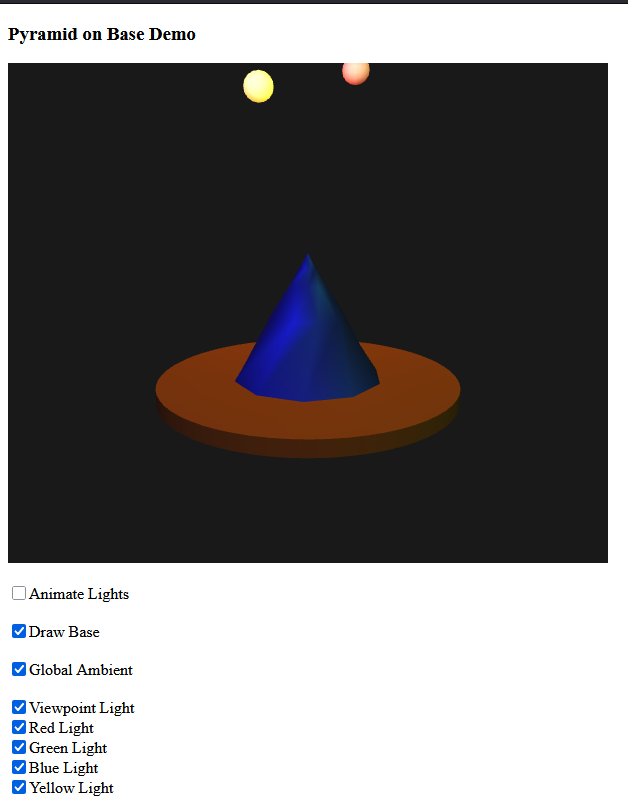 Pyramid on Base Demo
Animate Lights
Draw Base
Global Ambient
Viewpoint Light
Red Light
Green Light
Blue Light
Yellow Light